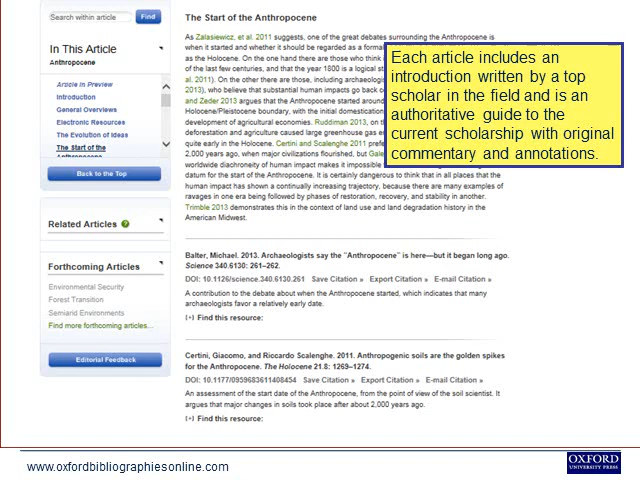 Search within article
Find
In This Article
Anthropocene
Article in Preview
Introduction
General Overviews
Electronic Resources
The Evolution of Ideas
The Start of the
Anthropocene
Back to the Top
Related Articles
Forthcoming Articles
Environmental Security
Forest Transition
Semiarid Environments
Find more forthcoming articles...
Editorial Feedback
The Start of the Anthropocene
As Zalasiewicz, et al. 2011 suggests, one of the great debates surrounding the Anthropocene is
when it started and whether it should be regarded as a forma
as the Holocene. On the one hand there are those who think
of the last few centuries, and that the year 1800 is a logical st
al. 2011). On the other there are those, including archaeologis
2013), who believe that substantial human impacts go back
and Zeder 2013 argues that the Anthropocene started around
Holocene/Pleistocene boundary, with the initial domestication
development of agricultural economies. Ruddiman 2013, on t
deforestation and agriculture caused large greenhouse gas e
quite early in the Holocene. Certini and Scalenghe 2011 pref
2,000 years ago, when major civilizations flourished, but Gale
worldwide diachroneity of human impact makes it impossible
datum for the start of the Anthropocene. It is certainly dangerous to think that in all places that the
human impact has shown a continually increasing trajectory, because there are many examples of
ravages in one era being followed by phases of restoration, recovery, and stability in another.
Trimble 2013 demonstrates this in the context of land use and land degradation history in the
American Midwest.
Each article includes an
introduction written by a top
scholar in the field and is an
authoritative guide to the
current scholarship with original
commentary and annotations.
Balter, Michael. 2013. Archaeologists say the "Anthropocene" is here—but it began long ago.
Science 340.6130: 261–262.
DOI: 10.1126/science.340.6130.261 Save Citation » Export Citation » E-mail Citation »
A contribution to the debate about when the Anthropocene started, which indicates that many
archaeologists favor a relatively early date.
[+] Find this resource:
Certini, Giacomo, and Riccardo Scalenghe. 2011. Anthropogenic soils are the golden spikes
for the Anthropocene. The Holocene 21.8: 1269–1274.
DOI: 10.1177/0959683611408454 Save Citation » Export Citation » E-mail Citation »
An assessment of the start date of the Anthropocene, from the point of view of the soil scientist. It
argues that major changes in soils took place after about 2,000 years ago.
[+] Find this resource:
www.oxfordbibliographiesonline.com
OXFORD
UNIVERSITY PRESS